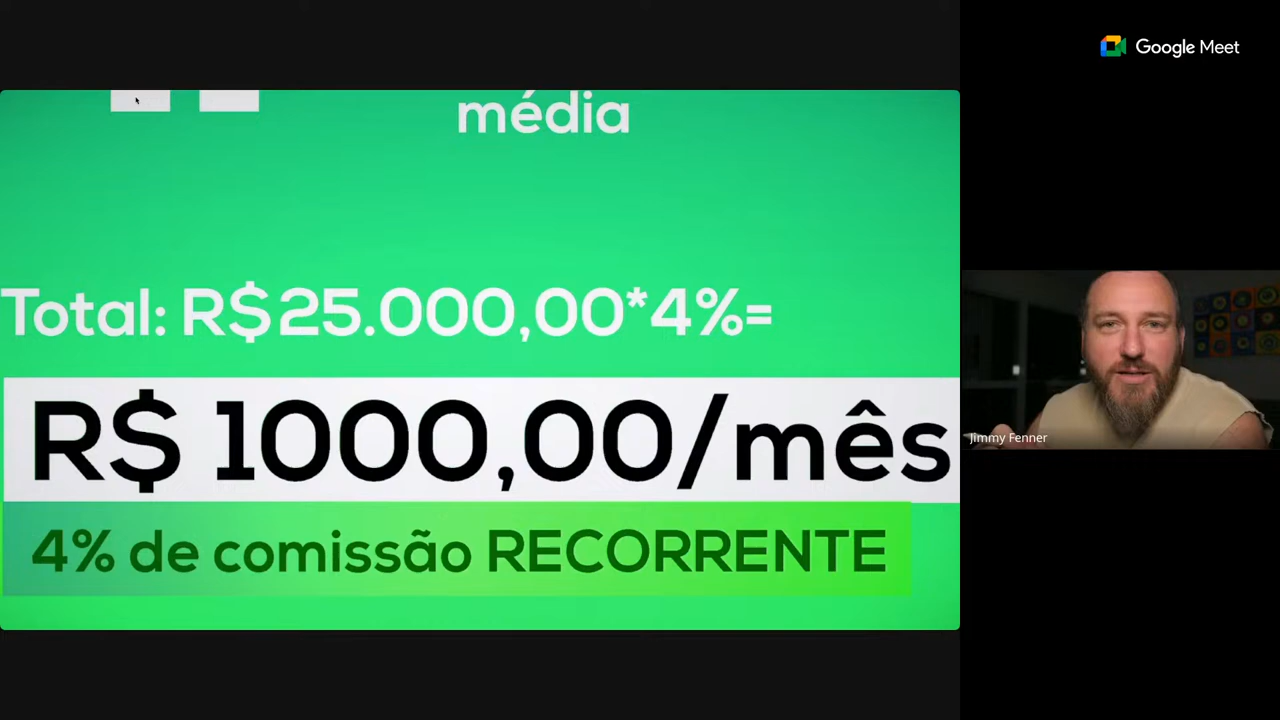 Google Meet
média
Total: R$25.000,00*4%=
R$ 1000,00/mês
4% de comissão RECORRENTE
Jimmy Fenner